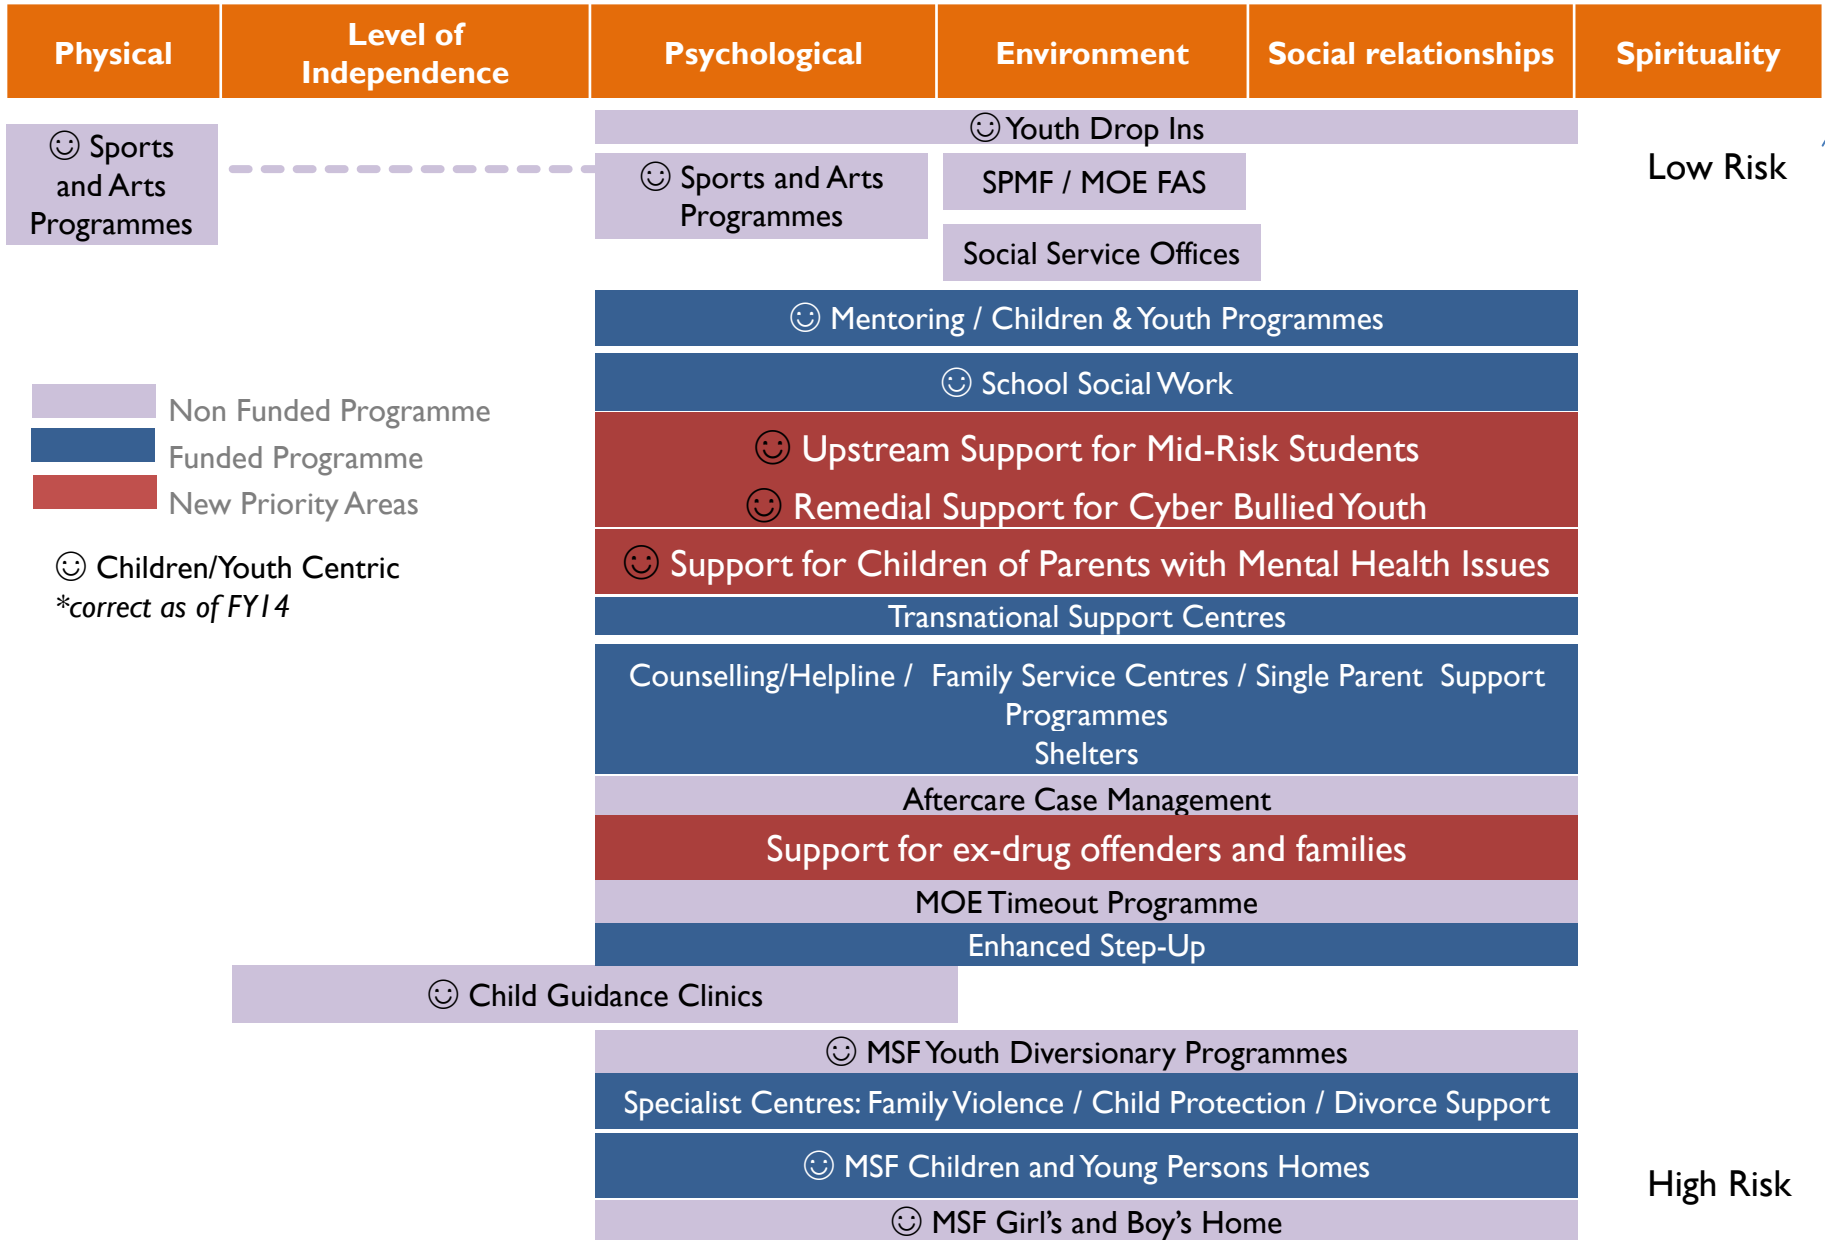 Physical
Level of
Independence
Psychological
Environment
Social relationships
Spirituality
☺ Youth Drop Ins
☺ Sports
and Arts
Programmes
☺ Sports and Arts
Programmes
SPMF / MOE FAS
Low Risk
Social Service Offices
☺ Mentoring / Children & Youth Programmes
☺ School Social Work
Non Funded Programme
Funded Programme
New Priority Areas
☺ Children/Youth Centric
*correct as of FY14
☺ Upstream Support for Mid-Risk Students
☺ Remedial Support for Cyber Bullied Youth
☺ Support for Children of Parents with Mental Health Issues
Transnational Support Centres
Counselling/Helpline / Family Service Centres / Single Parent Support
Programmes
Shelters
Aftercare Case Management
Support for ex-drug offenders and families
MOE Timeout Programme
Enhanced Step-Up
☺ Child Guidance Clinics
☺ MSF Youth Diversionary Programmes
Specialist Centres: Family Violence / Child Protection / Divorce Support
☺ MSF Children and Young Persons Homes
High Risk
☺ MSF Girl's and Boy's Home